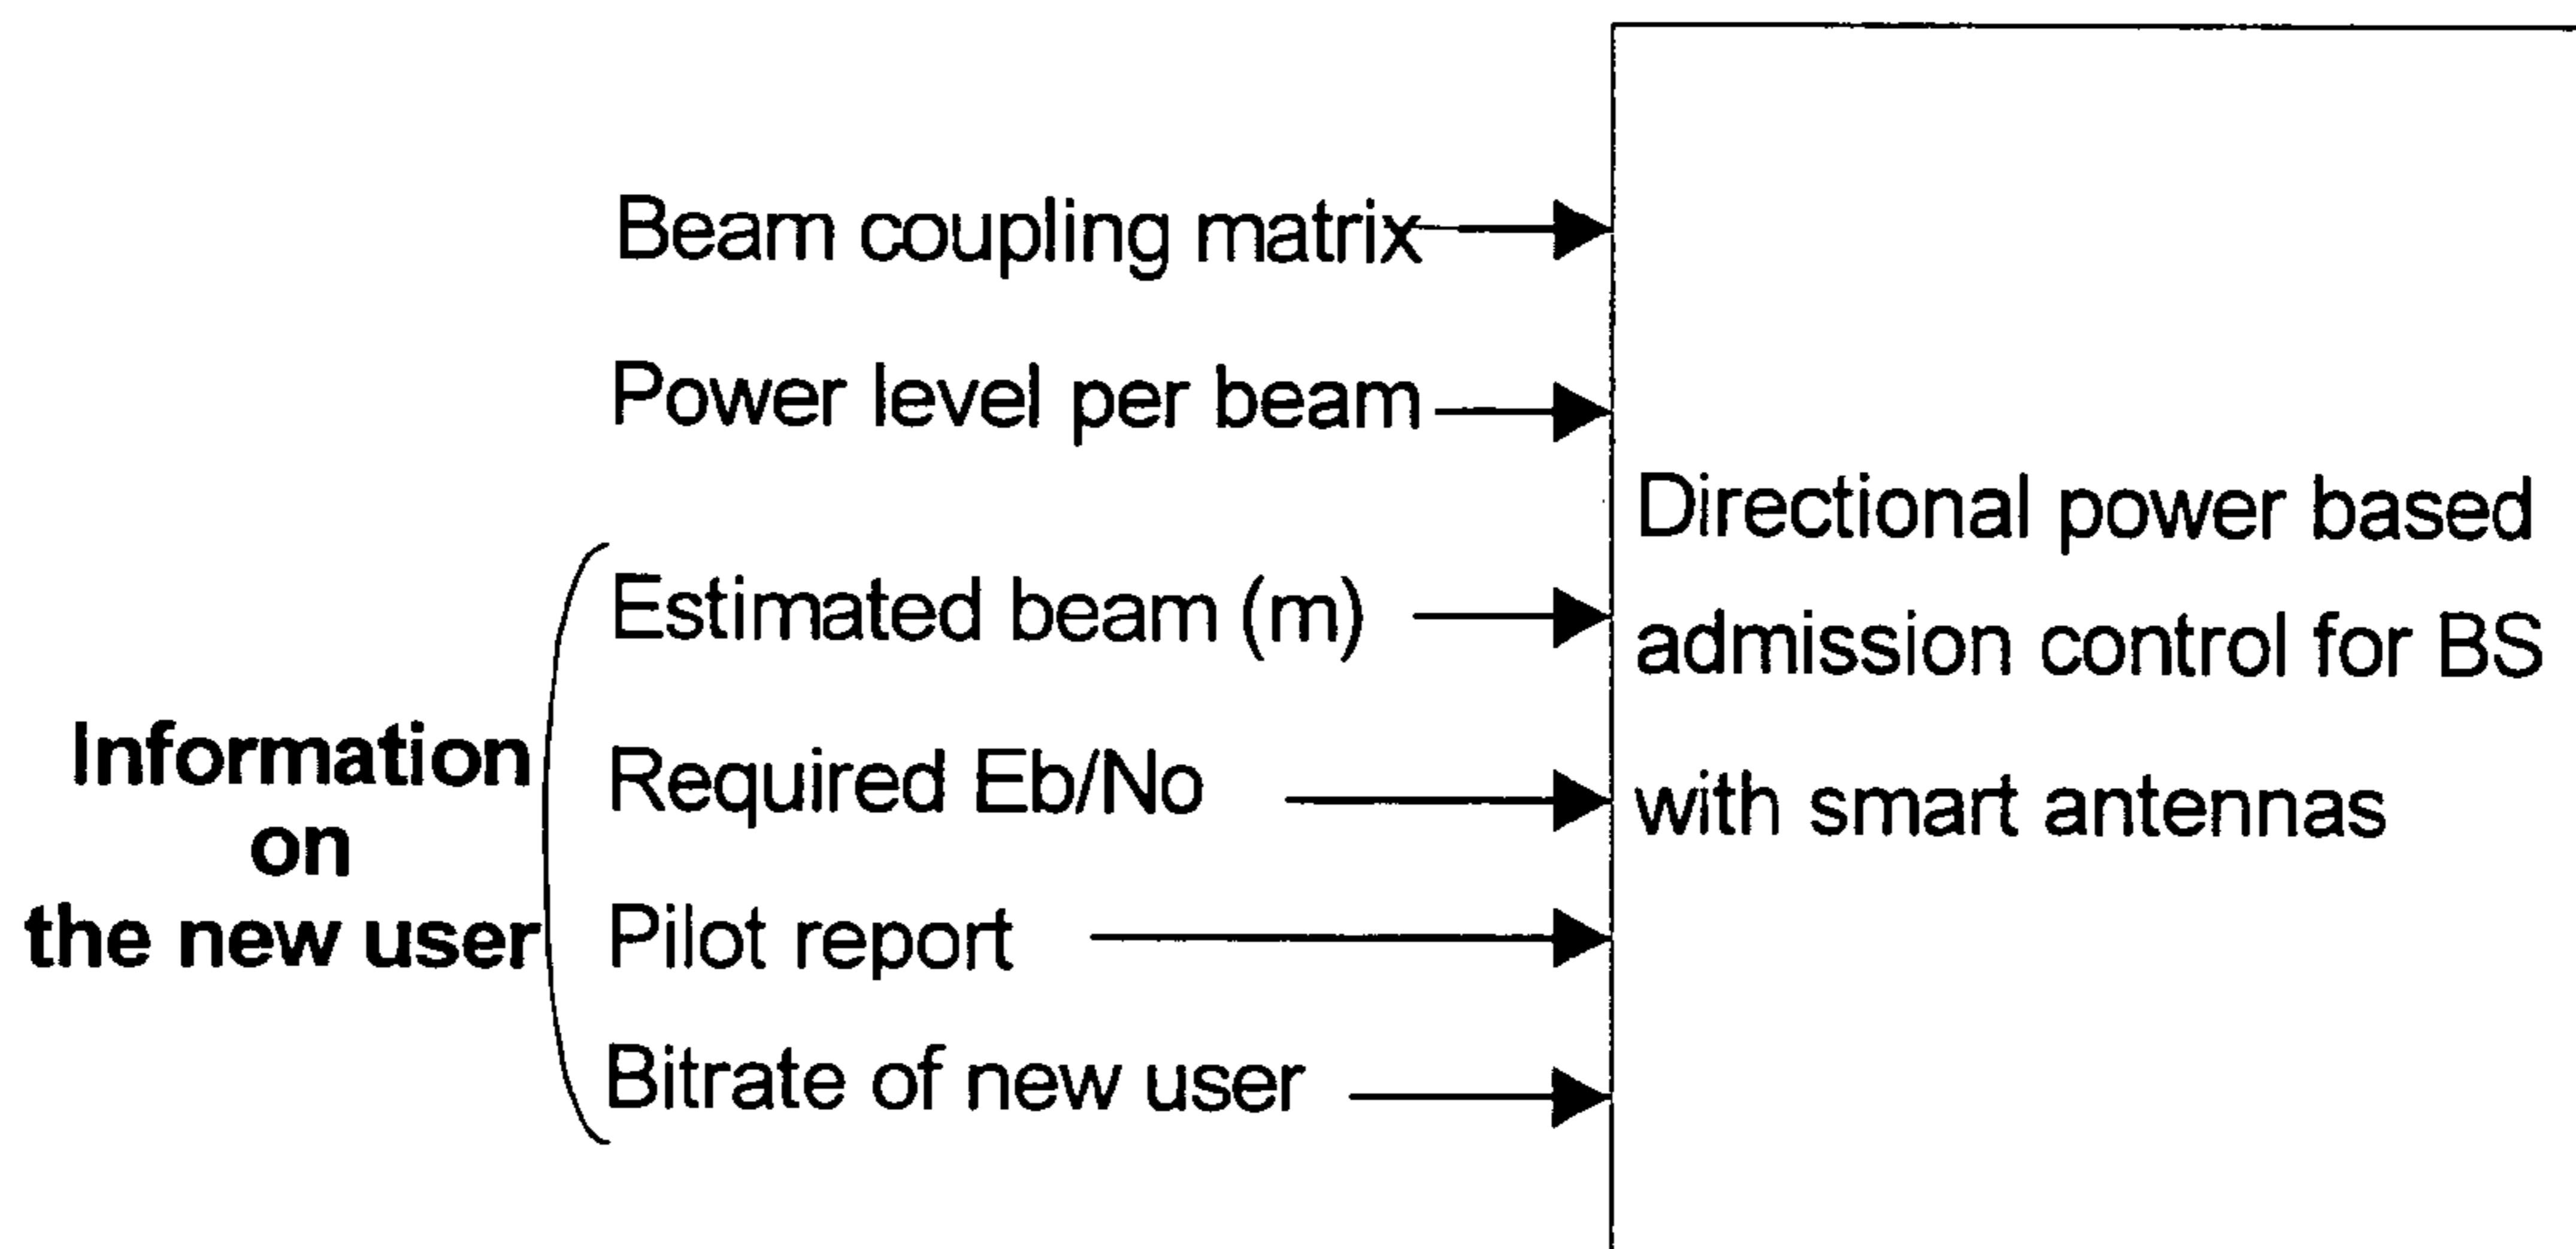 Beam coupling matrix
Power level per beam
Estimated beam (m)
Required Eb/No
Pilot report
Bitrate of new user
Information
on
the new user
Directional power based
admission control for BS
with smart antennas